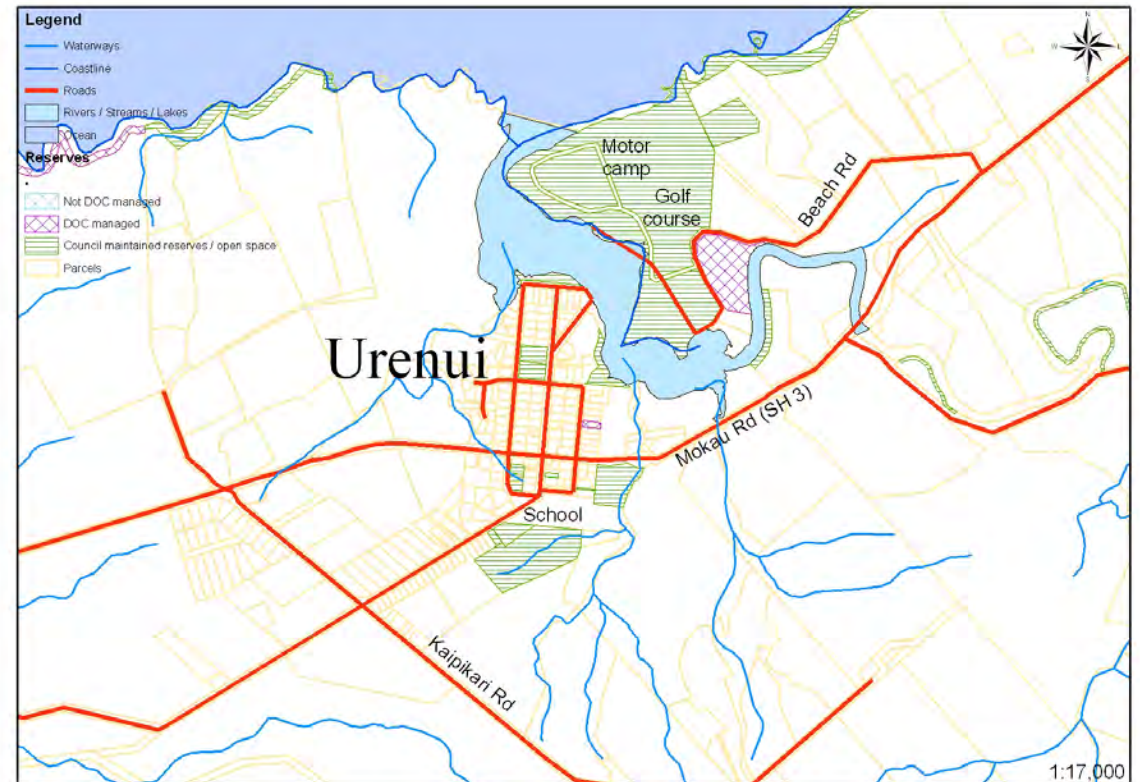 Legend
Waterways
Coastline
Roads
Rivers / Streams / Lakes
Ocean
Reserves
Not DOC managed
DOC managed
Council maintained reserves / open space
Parcels
N
W
E
S
Motor
camp
Golf
course
Beach Rd
Urenui
Mokau Rd (SH 3)
School
Kaipikari Rd
1:17,000